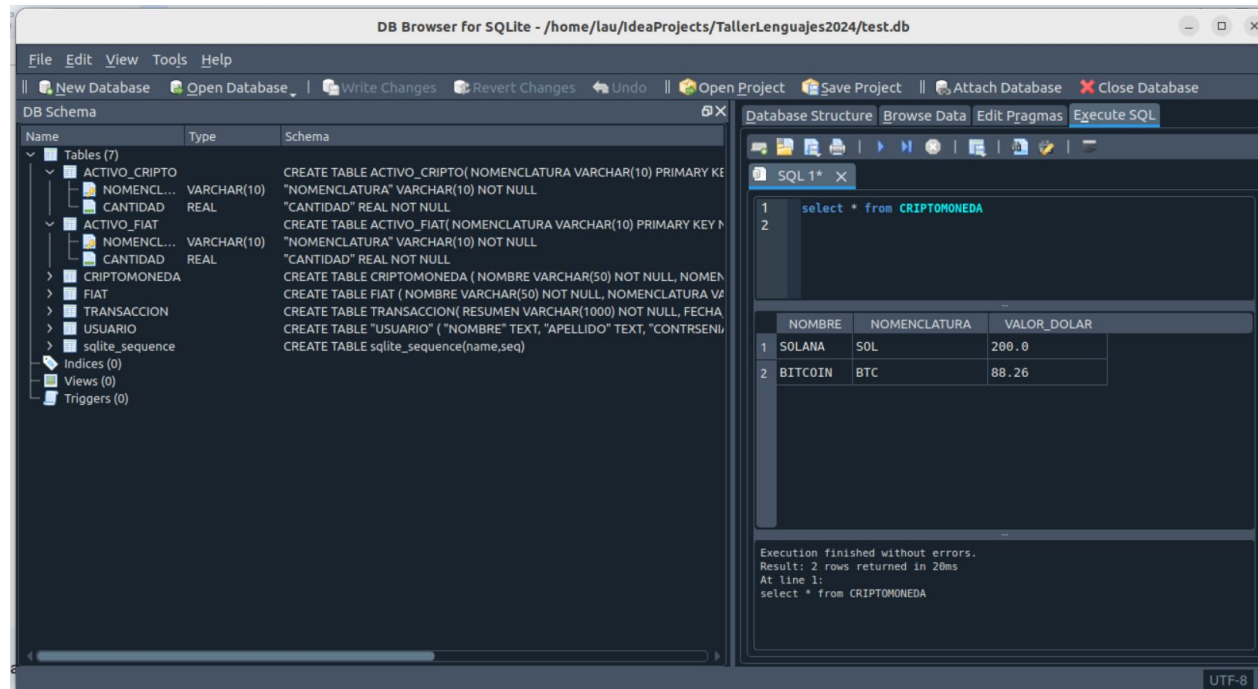 DB Browser for SQLite - /home/lau/IdeaProjects/TallerLenguajes2024/test.db
File Edit View Tools Help
New Database Open Database Write Changes Revert Changes Undo Open Project Save Project Attach Database Close Database
DB Schema
Name Type Schema
Tables (7)
ACTIVO_CRIPTO CREATE TABLE ACTIVO_CRIPTO( NOMENCLATURA VARCHAR(10) PRIMARY KE
NOMENCL... VARCHAR(10) "NOMENCLATURA" VARCHAR(10) NOT NULL
CANTIDAD REAL "CANTIDAD" REAL NOT NULL
ACTIVO_FIAT CREATE TABLE ACTIVO_FIAT( NOMENCLATURA VARCHAR(10) PRIMARY KEY N
NOMENCL... VARCHAR(10) "NOMENCLATURA" VARCHAR(10) NOT NULL
CANTIDAD REAL "CANTIDAD" REAL NOT NULL
CRIPTOMONEDA CREATE TABLE CRIPTOMONEDA ( NOMBRE VARCHAR(50) NOT NULL, NOMEN
FIAT CREATE TABLE FIAT ( NOMBRE VARCHAR(50) NOT NULL, NOMENCLATURA VA
TRANSACCION CREATE TABLE TRANSACCION( RESUMEN VARCHAR(1000) NOT NULL, FECHA_
USUARIO CREATE TABLE "USUARIO" ( "NOMBRE" TEXT, "APELLIDO" TEXT, "CONTRSENI
sqlite_sequence CREATE TABLE sqlite_sequence(name,seq)
Indices (0)
Views (0)
Triggers (0)
Database Structure Browse Data Edit Pragmas Execute SQL
SQL 1*
1 select * from CRIPTOMONEDA
2
NOMBRE NOMENCLATURA VALOR_DOLAR
1 SOLANA SOL 200.0
2 BITCOIN BTC 88.26
Execution finished without errors.
Result: 2 rows returned in 20ms
At line 1:
select * from CRIPTOMONEDA
UTF-8